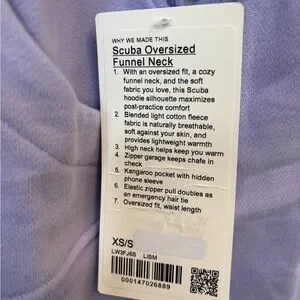 WHY WE MADE THIS
Scuba Oversized
Funnel Neck
1. With an oversized fit, a cozy
funnel neck, and the soft
fabric you love, this Scuba
hoodie silhouette maximizes
post-practice comfort
2. Blended light cotton fleece
fabric is naturally breathable,
soft against your skin, and
provides lightweight warmth
3. High neck helps keep you warm
4. Zipper garage keeps chafe in
check
5. Kangaroo pocket with hidden
phone sleeve
6. Elastic zipper pull doubles as
an emergency hair tie
7. Oversized fit, waist length
XS/S
LW3FJ6S LISM
000147026889